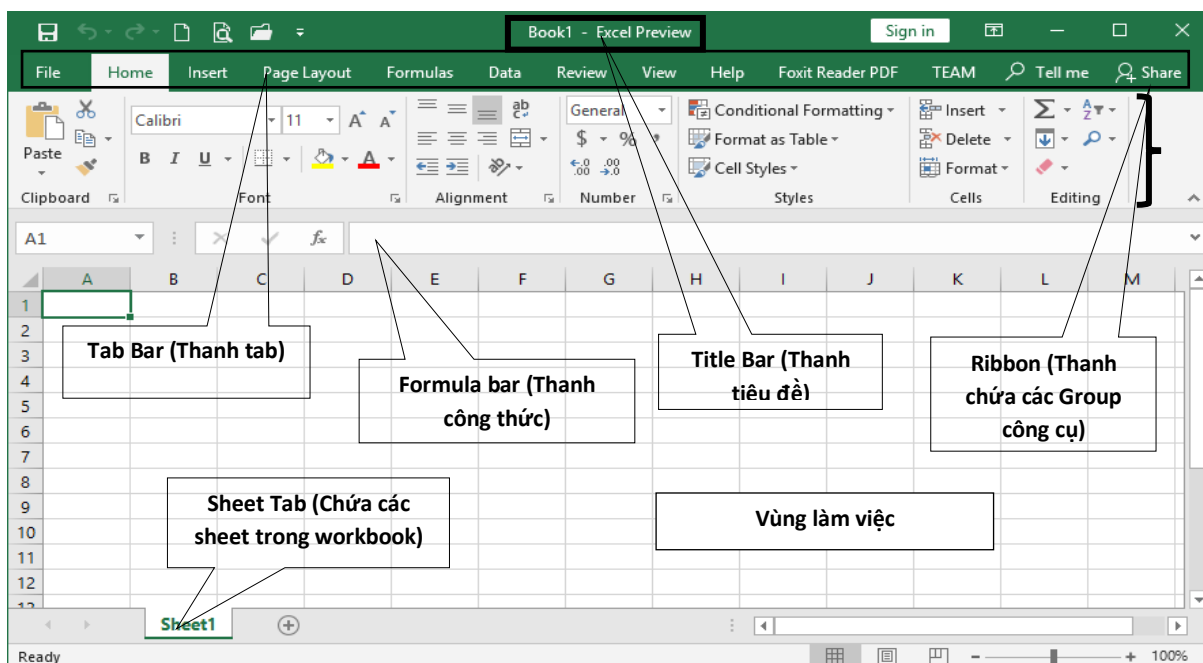 Book1 - Excel Preview
Sign in
File Home Insert Page Layout Formulas Data Review View Help Foxit Reader PDF TEAM Tell me Share
Paste
Calibri 11 A A
B I U A
ab
General
$ % ,
Conditional Formatting
Format as Table
Cell Styles
Insert
Delete
Format
Clipboard Font Alignment Number Styles Cells Editing
A1 fx
A B C D E F G H I J K L M
1
2
3
4
5
6
7
8
9
10
11
12
13
Tab Bar (Thanh tab)
Formula bar (Thanh
công thức)
Title Bar (Thanh
tiêu đề)
Ribbon (Thanh
chứa các Group
công cụ)
Sheet Tab (Chứa các
sheet trong workbook)
Vùng làm việc
Sheet1
Ready 100%